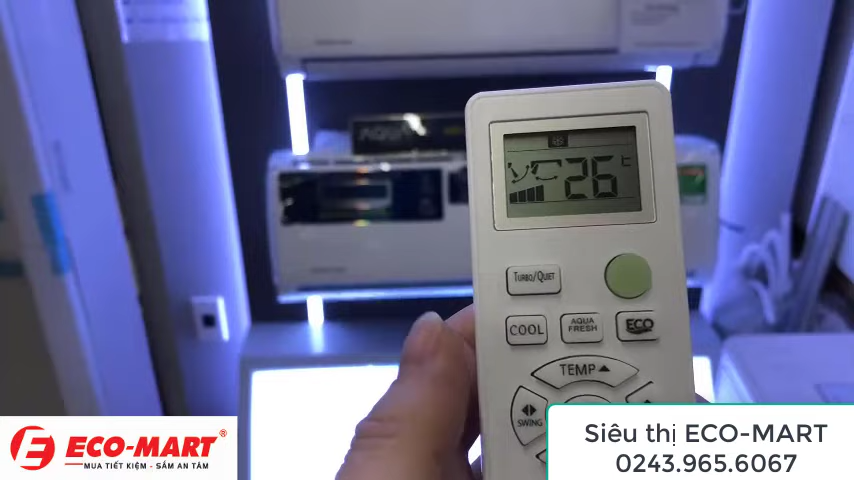 AQUA
26
TURBO/QUIET
COOL
AQUA
FRESH
ECO
TEMP
SWING
ECO-MART®
MUA TIẾT KIỆM - SẮM AN TÂM
Siêu thị ECO-MART
0243.965.6067